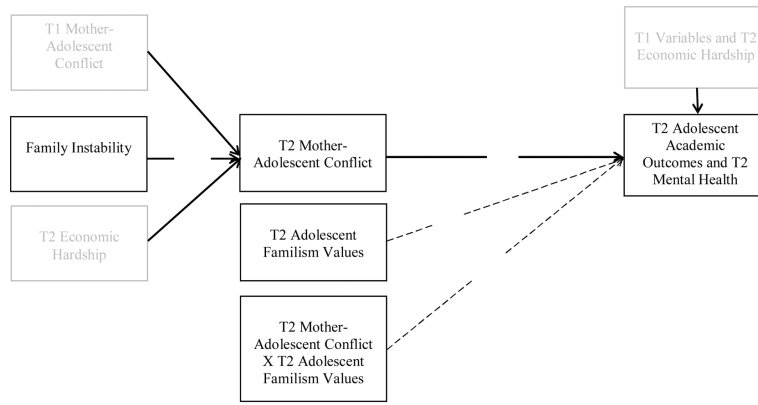 T1 Mother-
Adolescent
Conflict
T1 Variables and T2
Economic Hardship
Family Instability
T2 Mother-
Adolescent Conflict
T2 Adolescent
Academic
Outcomes and T2
Mental Health
T2 Economic
Hardship
T2 Adolescent
Familism Values
T2 Mother-
Adolescent Conflict
X T2 Adolescent
Familism Values